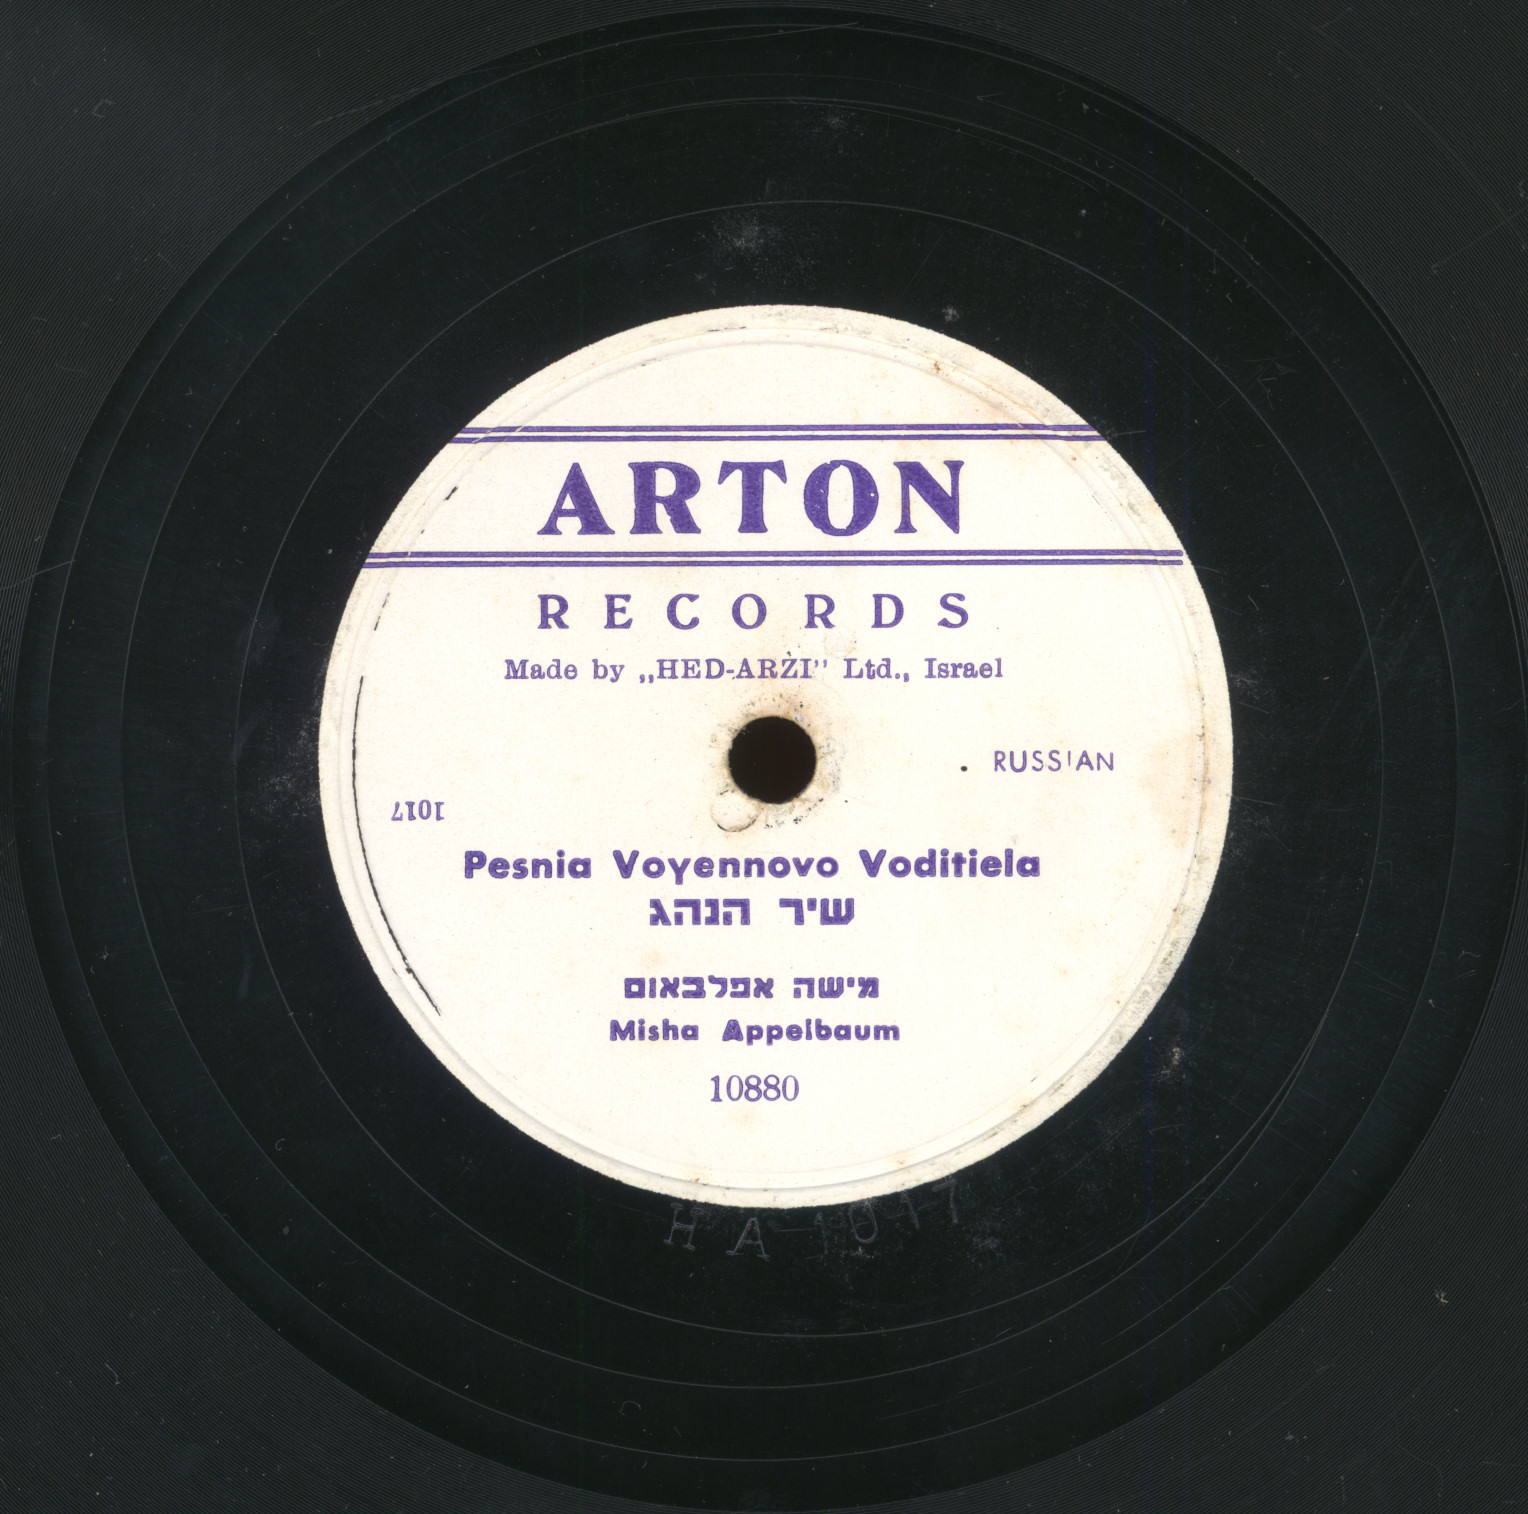 ARTON
RECORDS
Made by „HED-ARZI” Ltd., Israel
RUSSIAN
1017
Pesnia Voyennovo Voditiela
שיר הנהג
מישה אפלבאום
Misha Appelbaum
10880
HA 1017